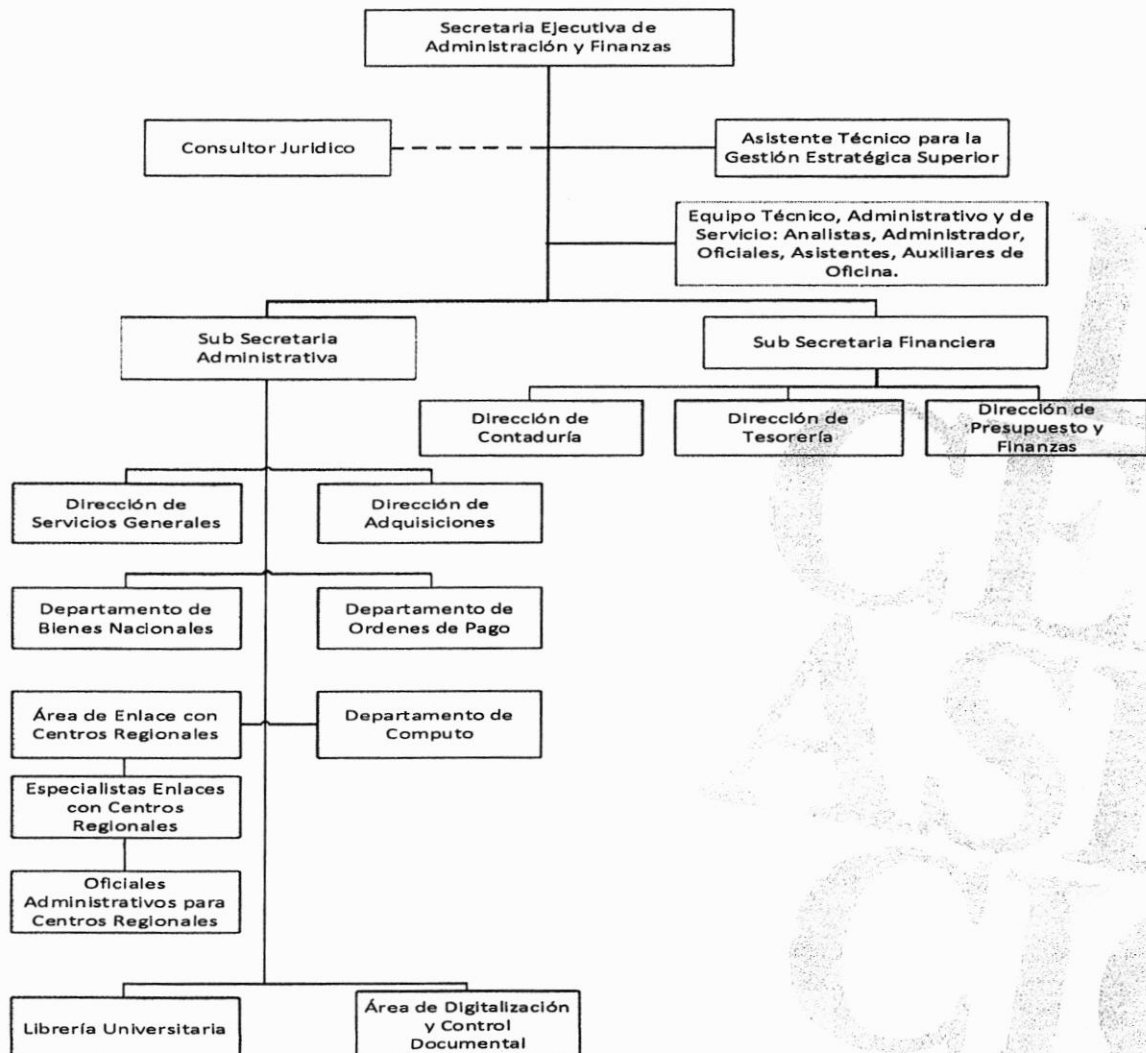 Secretaria Ejecutiva de
Administración y Finanzas
Consultor Jurídico
Asistente Técnico para la
Gestión Estratégica Superior
Equipo Técnico, Administrativo y de
Servicio: Analistas, Administrador,
Oficiales, Asistentes, Auxiliares de
Oficina.
Sub Secretaria
Administrativa
Sub Secretaria Financiera
Dirección de
Contaduría
Dirección de
Tesorería
Dirección de
Presupuesto y
Finanzas
Dirección de
Servicios Generales
Dirección de
Adquisiciones
Departamento de
Bienes Nacionales
Departamento de
Ordenes de Pago
Área de Enlace con
Centros Regionales
Departamento de
Computo
Especialistas Enlaces
con Centros
Regionales
Oficiales
Administrativos para
Centros Regionales
Librería Universitaria
Área de Digitalización
y Control
Documental